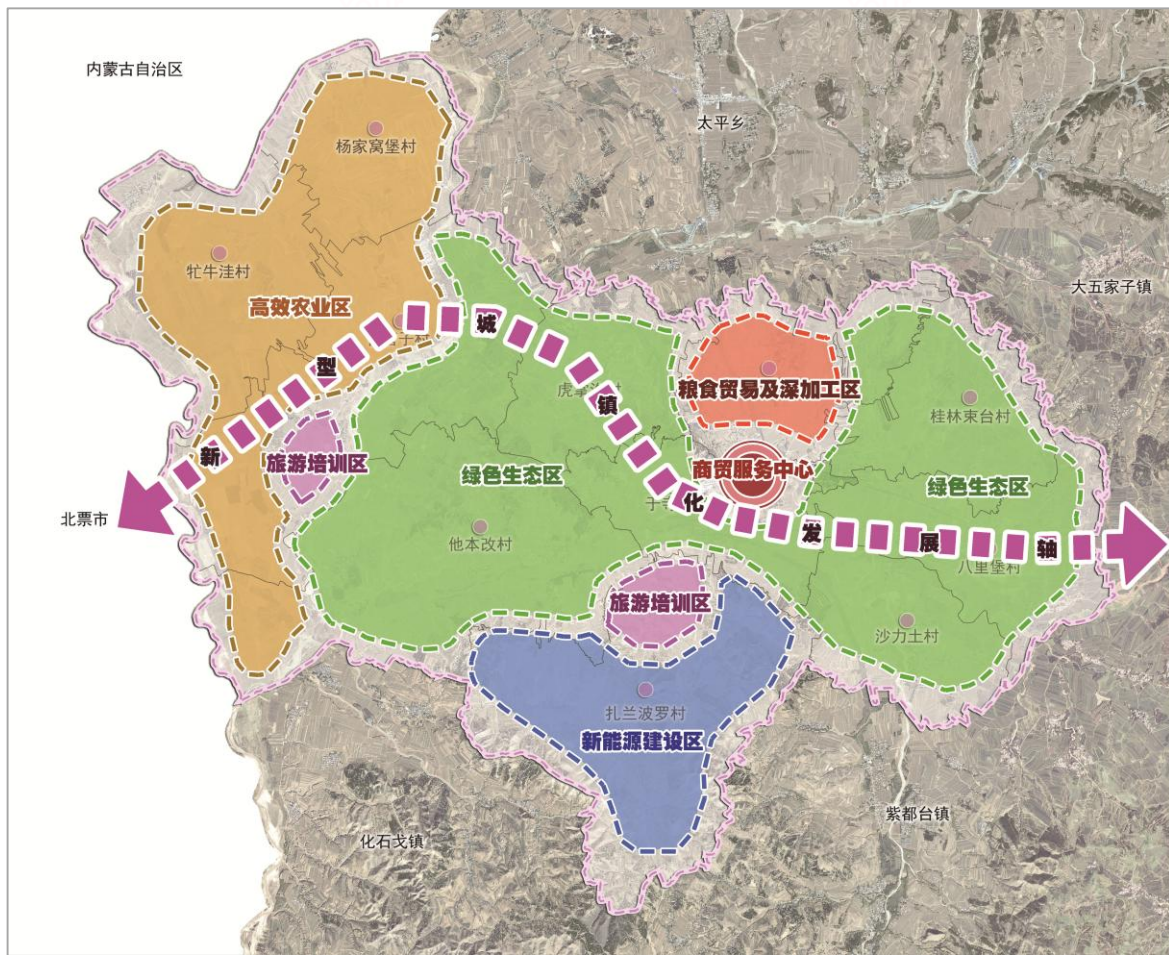 内蒙古自治区
太平乡
杨家窝堡村
牤牛洼村
大五家子镇
高效农业区
新型城镇化发展轴
粮食贸易及深加工区
桂林束台村
旅游培训区
商贸服务中心
绿色生态区
绿色生态区
北票市
他本改村
八里堡村
旅游培训区
沙力土村
扎兰波罗村
新能源建设区
紫都台镇
化石戈镇